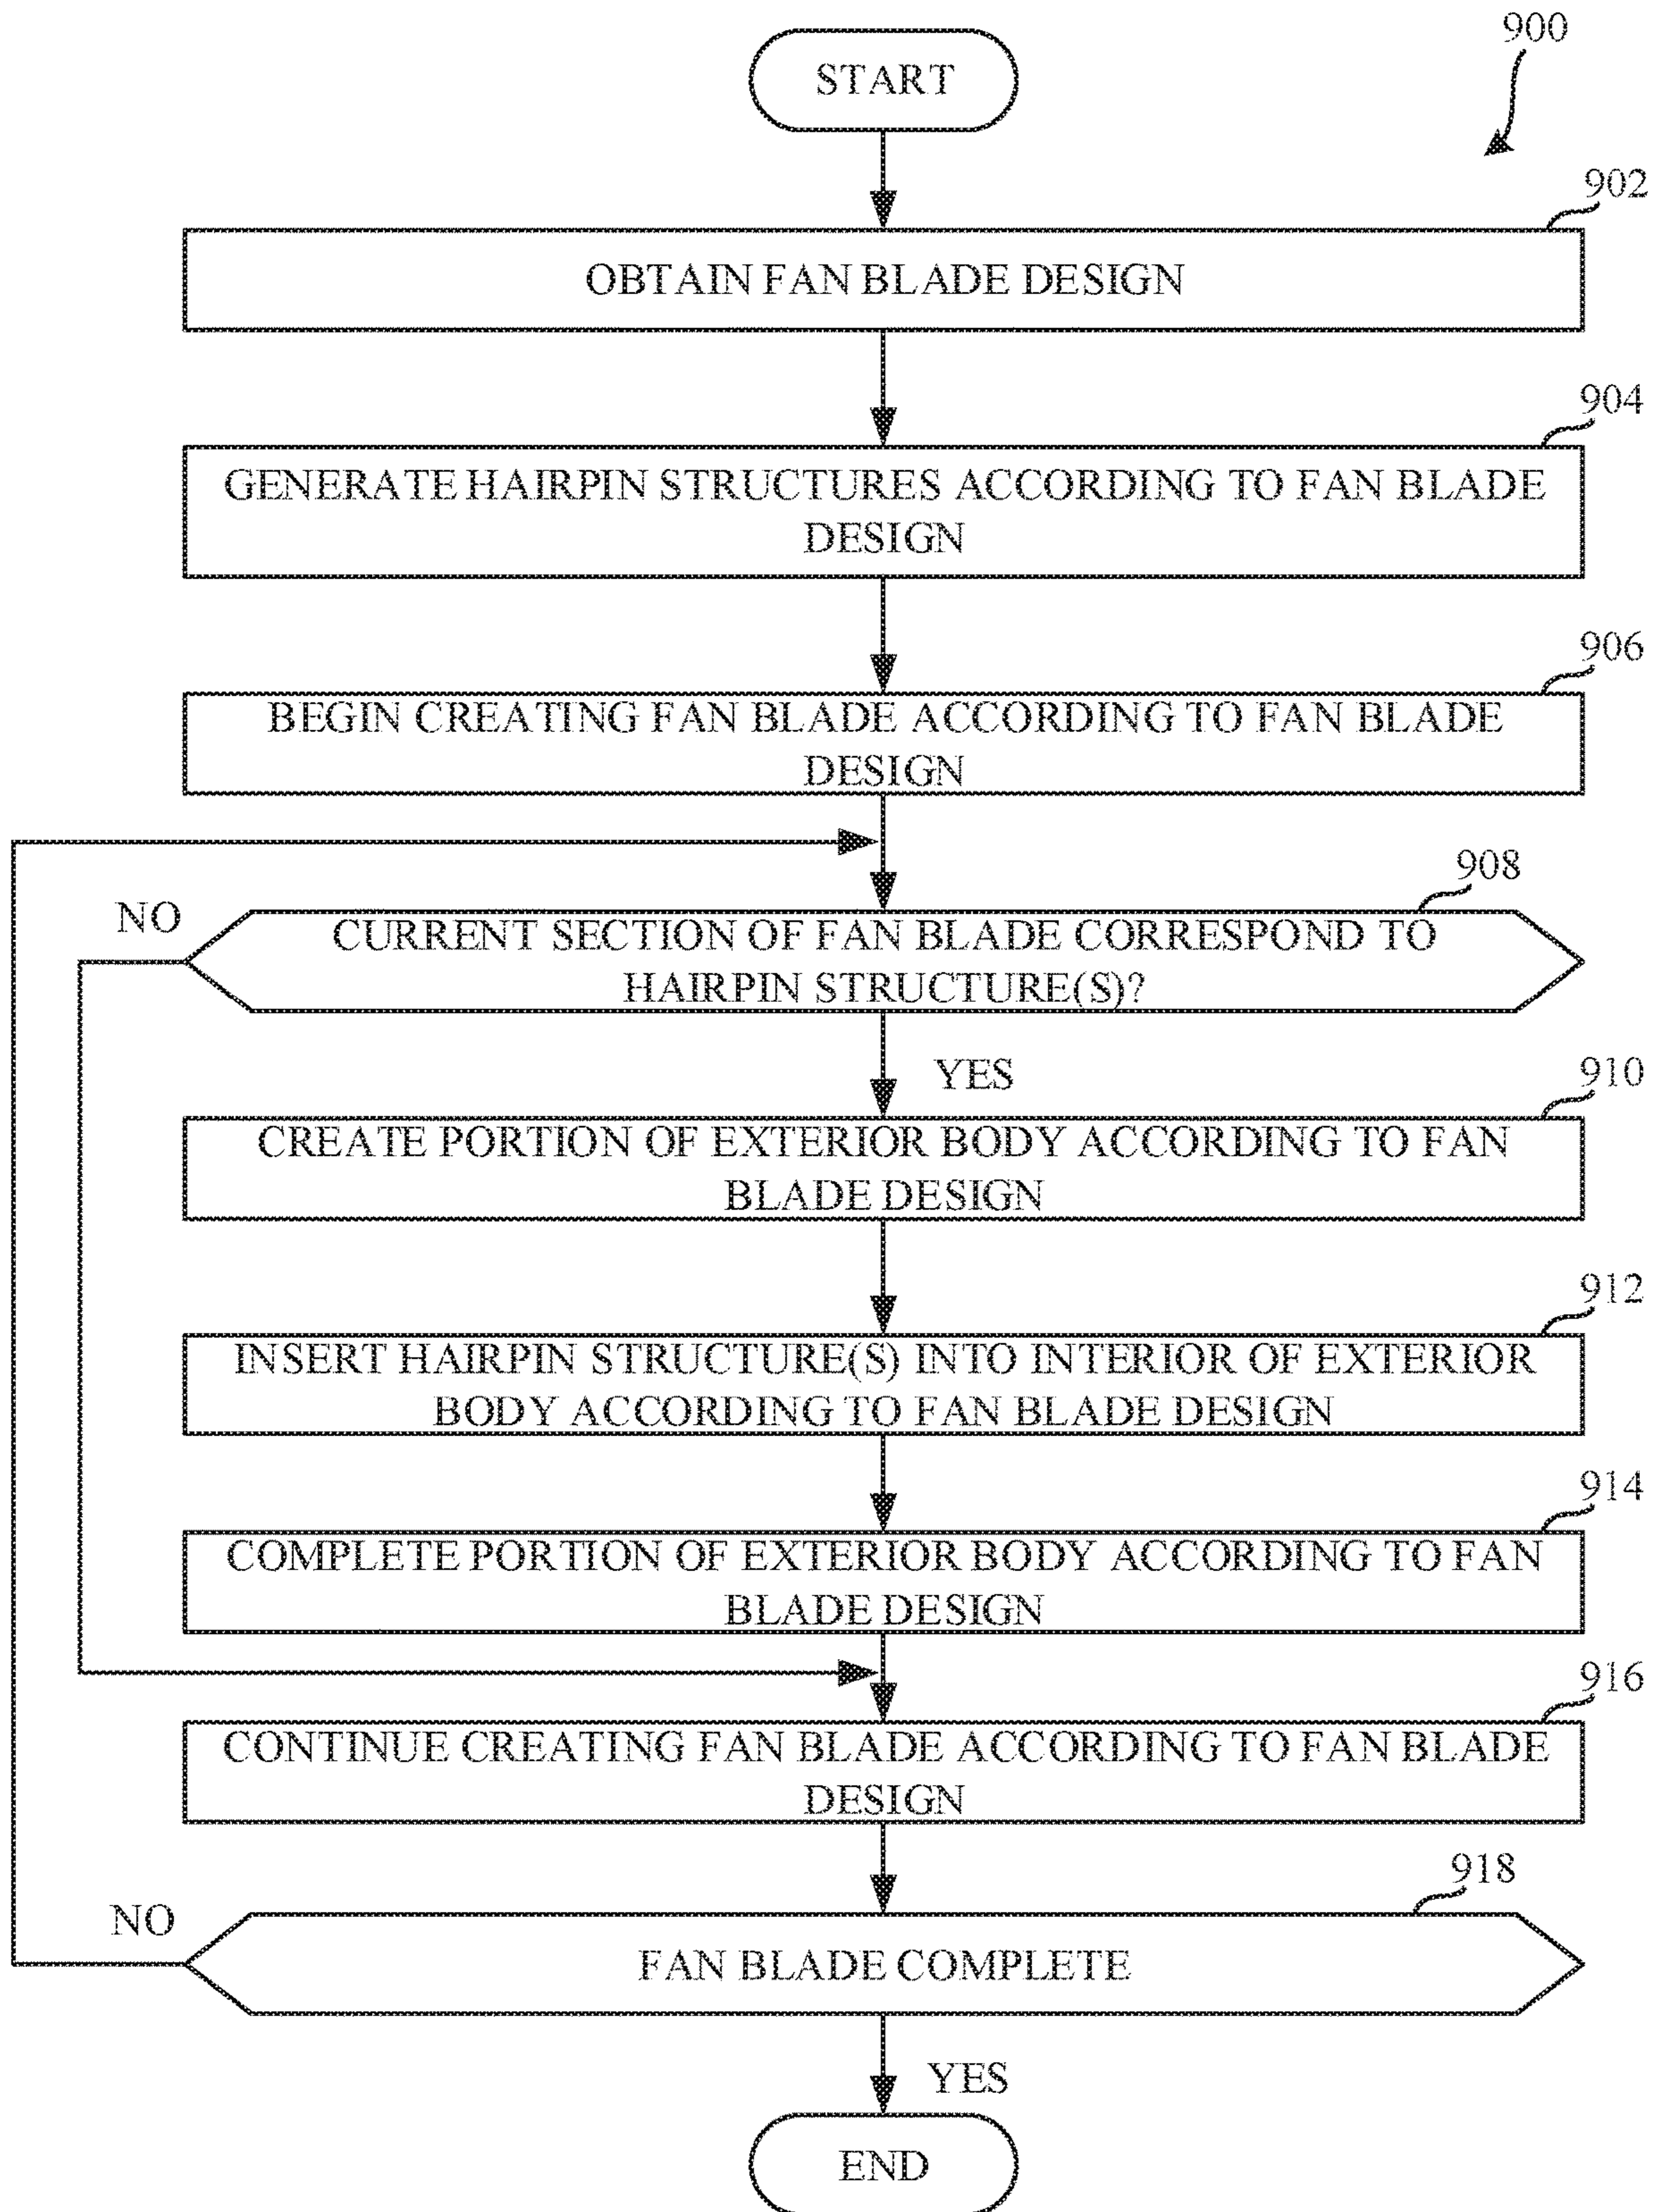 900
START
902
OBTAIN FAN BLADE DESIGN
904
GENERATE HAIRPIN STRUCTURES ACCORDING TO FAN BLADE
DESIGN
906
BEGIN CREATING FAN BLADE ACCORDING TO FAN BLADE
DESIGN
908
NO
CURRENT SECTION OF FAN BLADE CORRESPOND TO
HAIRPIN STRUCTURE(S)?
YES
910
CREATE PORTION OF EXTERIOR BODY ACCORDING TO FAN
BLADE DESIGN
912
INSERT HAIRPIN STRUCTURE(S) INTO INTERIOR OF EXTERIOR
BODY ACCORDING TO FAN BLADE DESIGN
914
COMPLETE PORTION OF EXTERIOR BODY ACCORDING TO FAN
BLADE DESIGN
916
CONTINUE CREATING FAN BLADE ACCORDING TO FAN BLADE
DESIGN
918
NO
FAN BLADE COMPLETE
YES
END